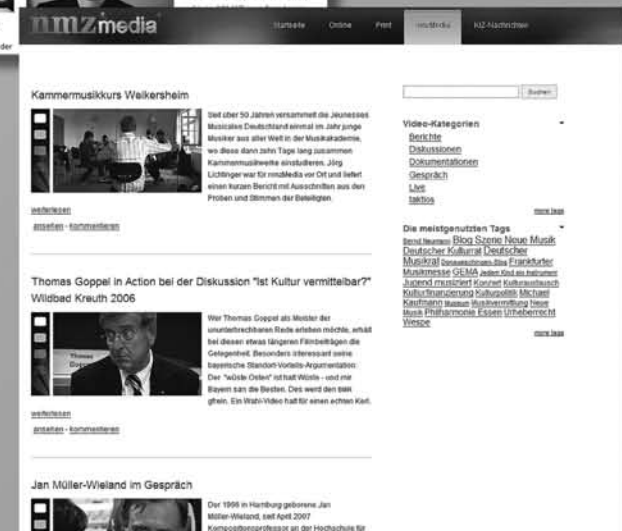 nmzmedia
Startseite Online Print nmzMedia KIZ-Nachrichten
Kammermusikkurs Weikersheim
Seit über 50 Jahren versammelt die Jeunesses
Musicales Deutschland einmal im Jahr junge
Musiker aus aller Welt in der Musikakademie,
wo diese dann zehn Tage lang zusammen
Kammermusikwerke einstudieren. Jörg
Lichtinger war für nmzMedia vor Ort und liefert
einen kurzen Bericht mit Ausschnitten aus den
Proben und Stimmen der Beteiligten.
weiterlesen
ansehen - kommentieren
Thomas Goppel in Action bei der Diskussion "Ist Kultur vermittelbar?"
Wildbad Kreuth 2006
Thomas
Wer Thomas Goppel als Meister der
ununterbrechbaren Rede erleben möchte, erhält
bei diesen etwas längeren Filmbeiträgen die
Gelegenheit. Besonders interessant seine
bayerische Standort-Vorteils-Argumentation:
Der "wüste Osten" ist halt Wüste - und mir
Bayern san die Besten. Des werd den
gfrein. Ein Wahl-Video halt für einen echten Kerl.
weiterlesen
ansehen - kommentieren
Jan Müller-Wieland im Gespräch
Der 1966 in Hamburg geborene Jan
Müller-Wieland, seit April 2007
Kompositionsprofessor an der Hochschule für
Suchen
Video-Kategorien
Berichte
Diskussionen
Dokumentationen
Gespräch
Live
taktlos
more tags
Die meistgenutzten Tags
Bernd Neumann Blog Szene Neue Musik
Deutscher Kulturrat Deutscher
Musikrat Donaueschingen-Blog Frankfurter
Musikmesse GEMA Jedem Kind ein Instrument
Jugend musiziert Konzert Kulturaustausch
Kulturfinanzierung Kulturpolitik Michael
Kaufmann Museum Musikvermittlung Neue
Musik Philharmonie Essen Urheberrecht
Wespe
more tags